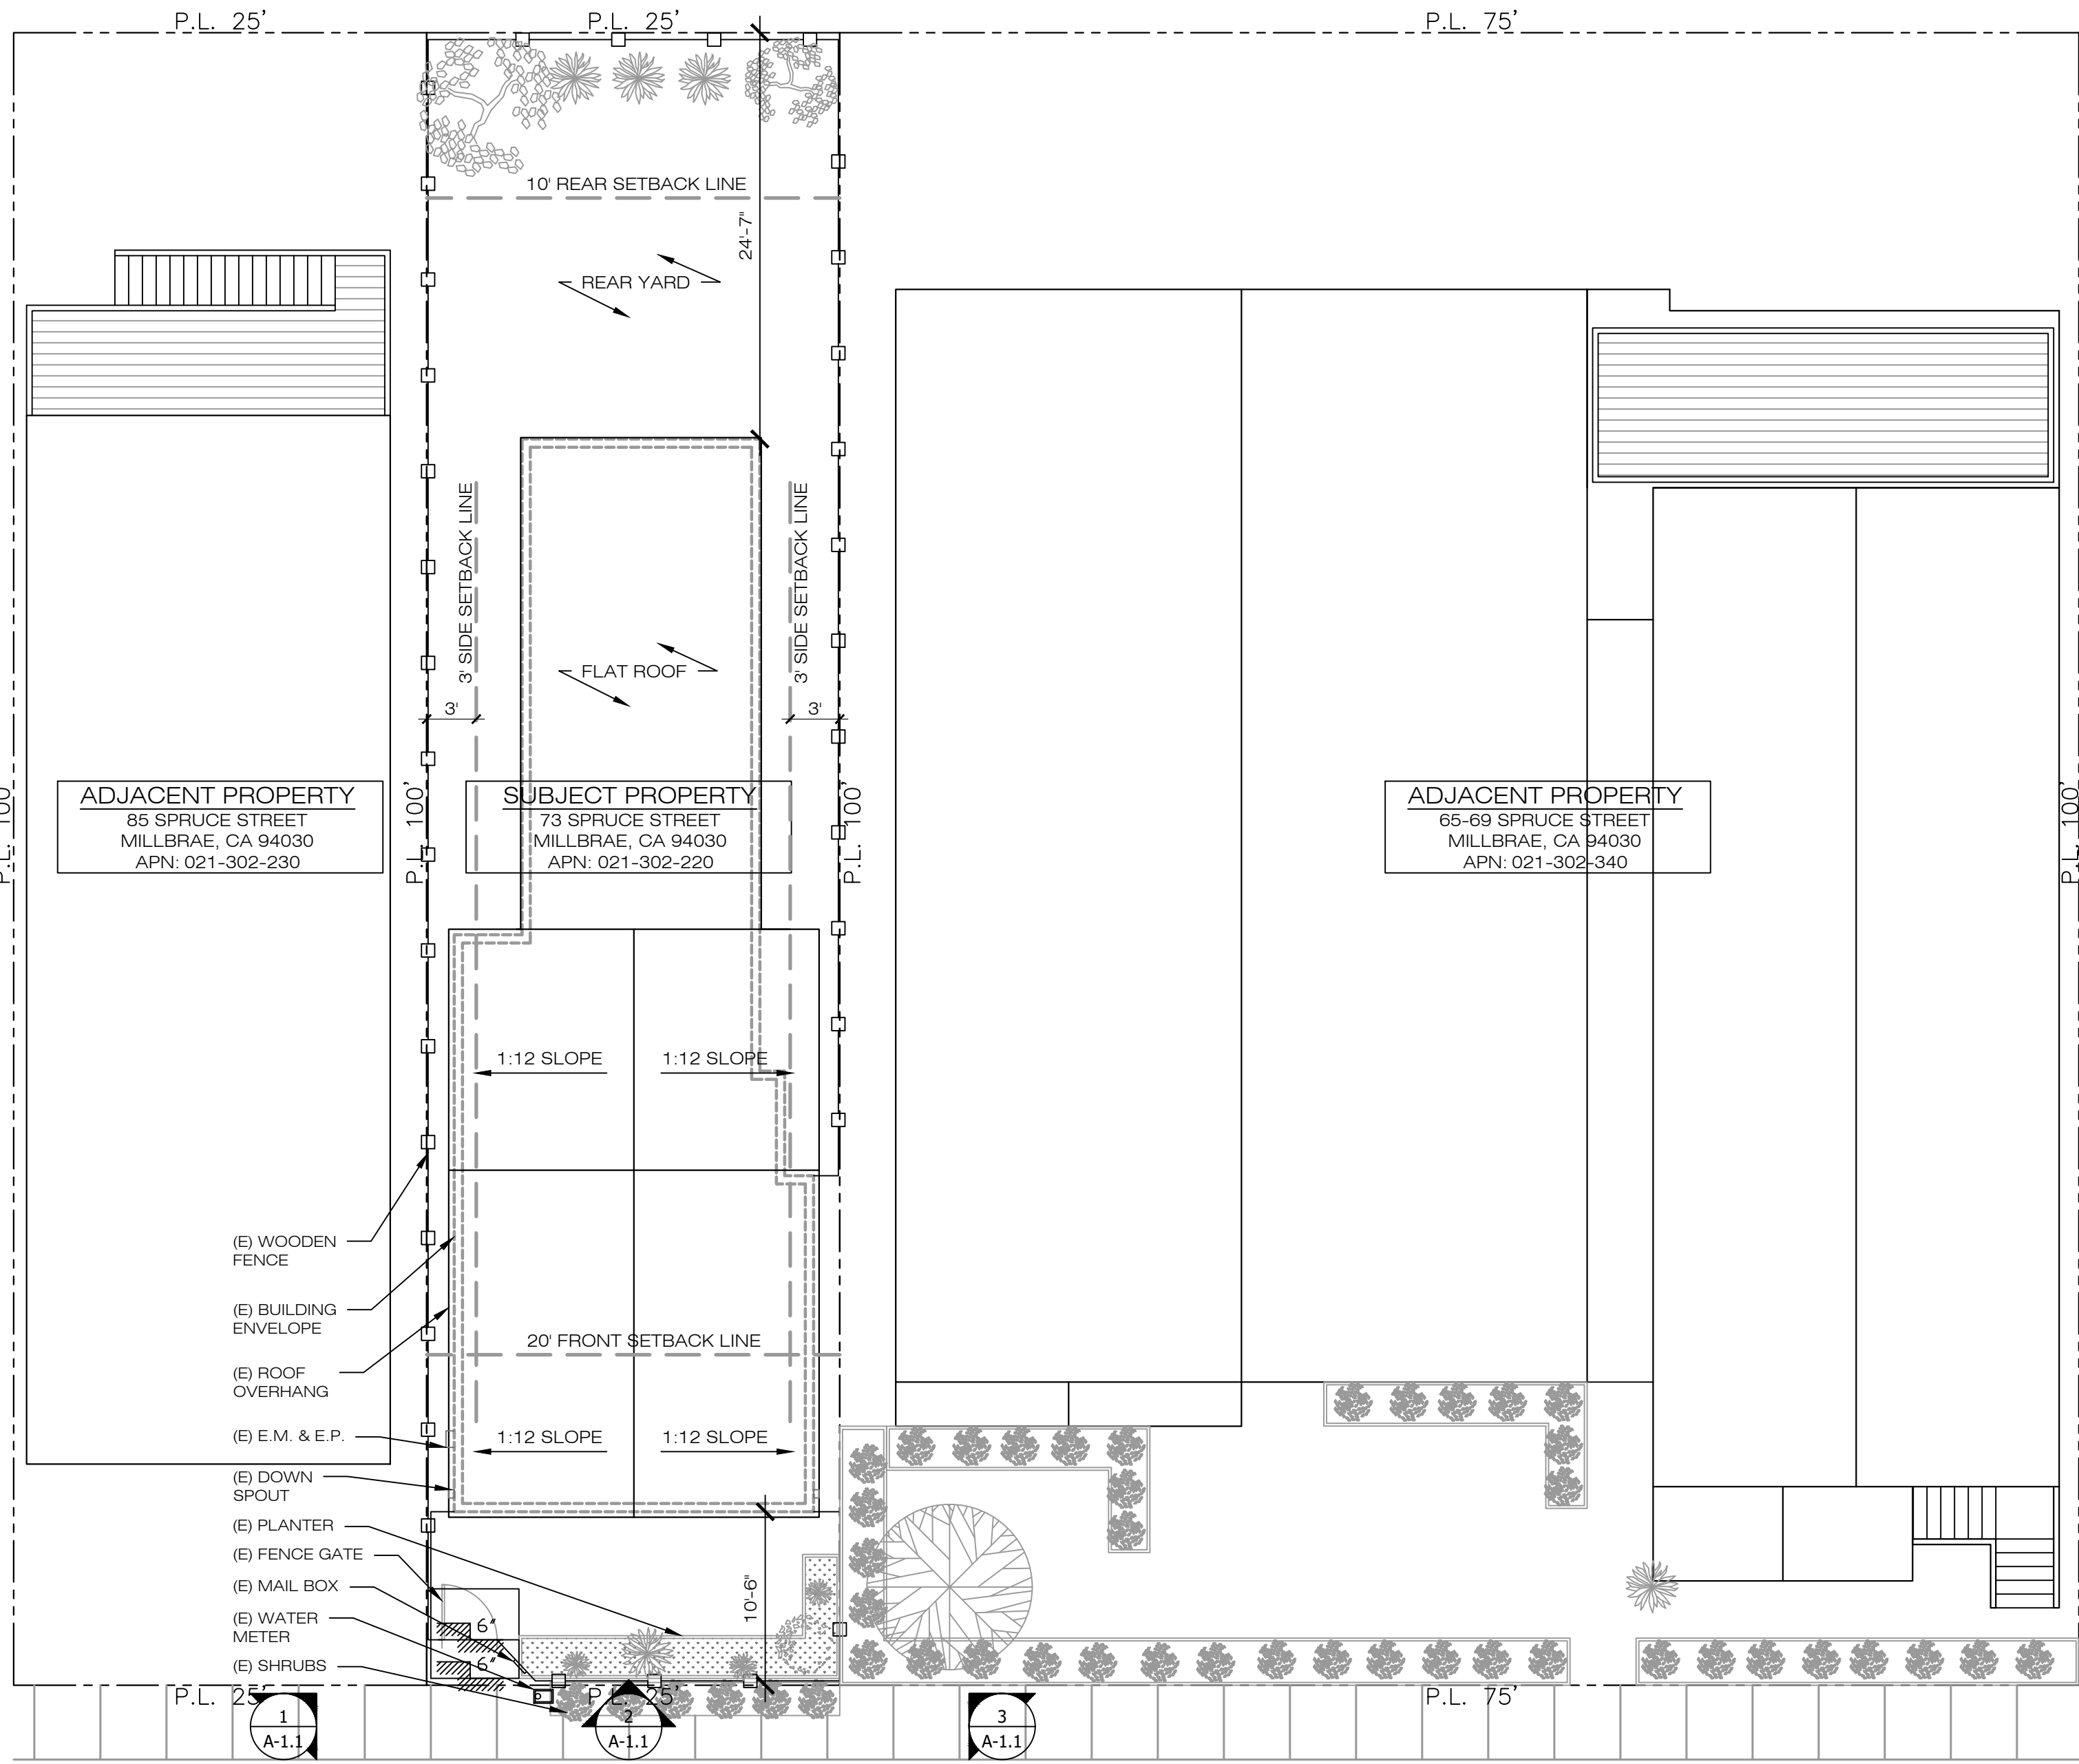 P.L. 25'
P.L. 25'
P.L. 75'
10' REAR SETBACK LINE
24'-7"
REAR YARD
3' SIDE SETBACK LINE
3' SIDE SETBACK LINE
FLAT ROOF
3'
3'
P.L. 100'
P.L. 100'
P.L. 100'
P.L. 100'
ADJACENT PROPERTY
85 SPRUCE STREET
MILLBRAE, CA 94030
APN: 021-302-230
SUBJECT PROPERTY
73 SPRUCE STREET
MILLBRAE, CA 94030
APN: 021-302-220
ADJACENT PROPERTY
65-69 SPRUCE STREET
MILLBRAE, CA 94030
APN: 021-302-340
1:12 SLOPE
1:12 SLOPE
(E) WOODEN
FENCE
(E) BUILDING
ENVELOPE
20' FRONT SETBACK LINE
(E) ROOF
OVERHANG
(E) E.M. & E.P.
1:12 SLOPE
1:12 SLOPE
(E) DOWN
SPOUT
(E) PLANTER
(E) FENCE GATE
(E) MAIL BOX
10'-6"
(E) WATER
METER
6"
6"
(E) SHRUBS
P.L. 25'
P.L. 25'
P.L. 75'
1
A-1.1
2
A-1.1
3
A-1.1